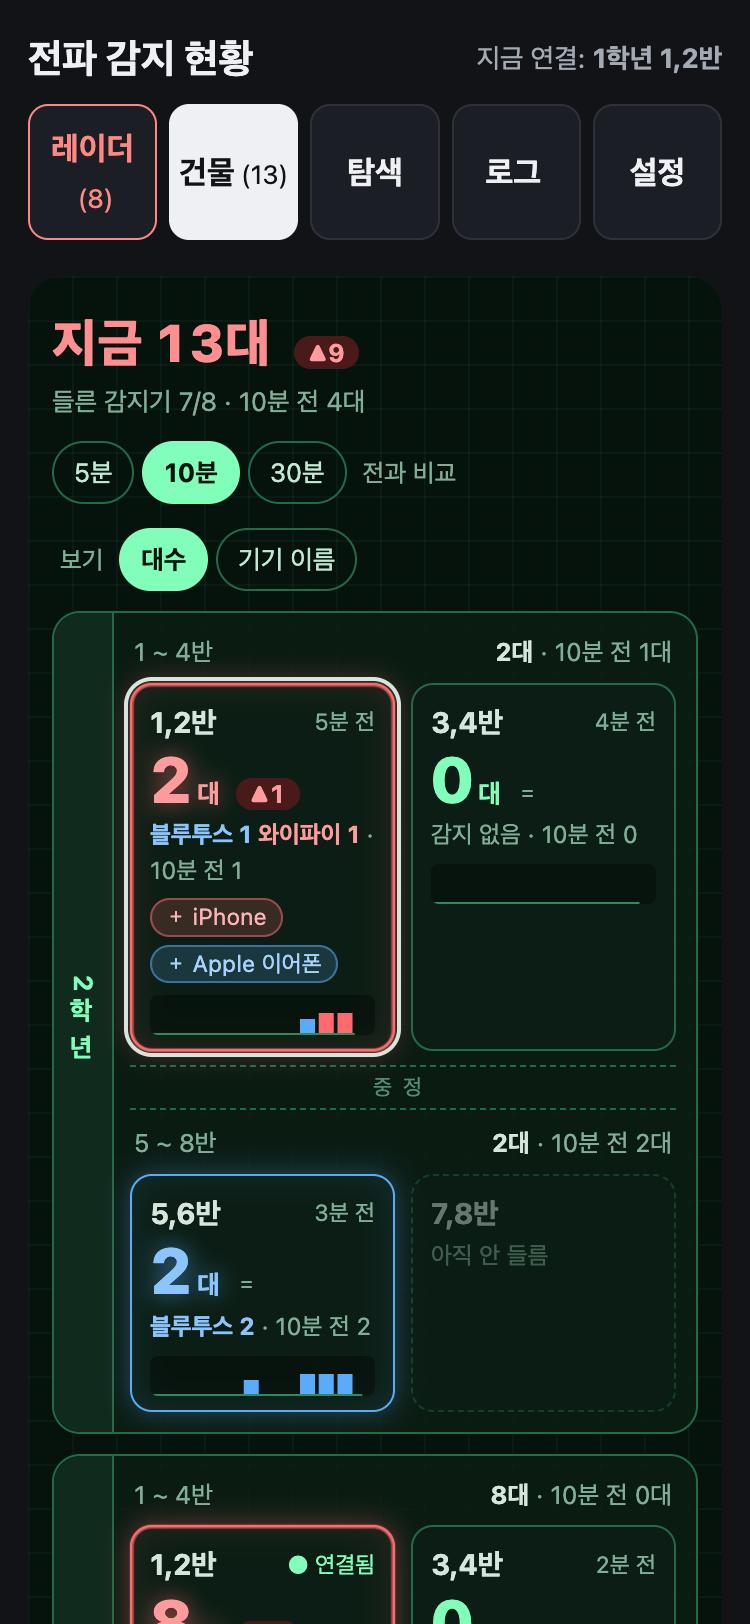 전파 감지 현황
지금 연결: 1학년 1,2반
레이더 (8)
건물 (13)
탐색
로그
설정
지금 13대 ▲9
들른 감지기 7/8 · 10분 전 4대
5분 10분 30분 전과 비교
보기 대수 기기 이름
2학년
1 ~ 4반 2대 · 10분 전 1대
1,2반 5분 전
2 대 ▲1
블루투스 1 와이파이 1 ·
10분 전 1
+ iPhone
+ Apple 이어폰
3,4반 4분 전
0 대 =
감지 없음 · 10분 전 0
중 정
5 ~ 8반 2대 · 10분 전 2대
5,6반 3분 전
2 대 =
블루투스 2 · 10분 전 2
7,8반
아직 안 들름
1 ~ 4반 8대 · 10분 전 0대
1,2반 ● 연결됨
8
3,4반 2분 전
0